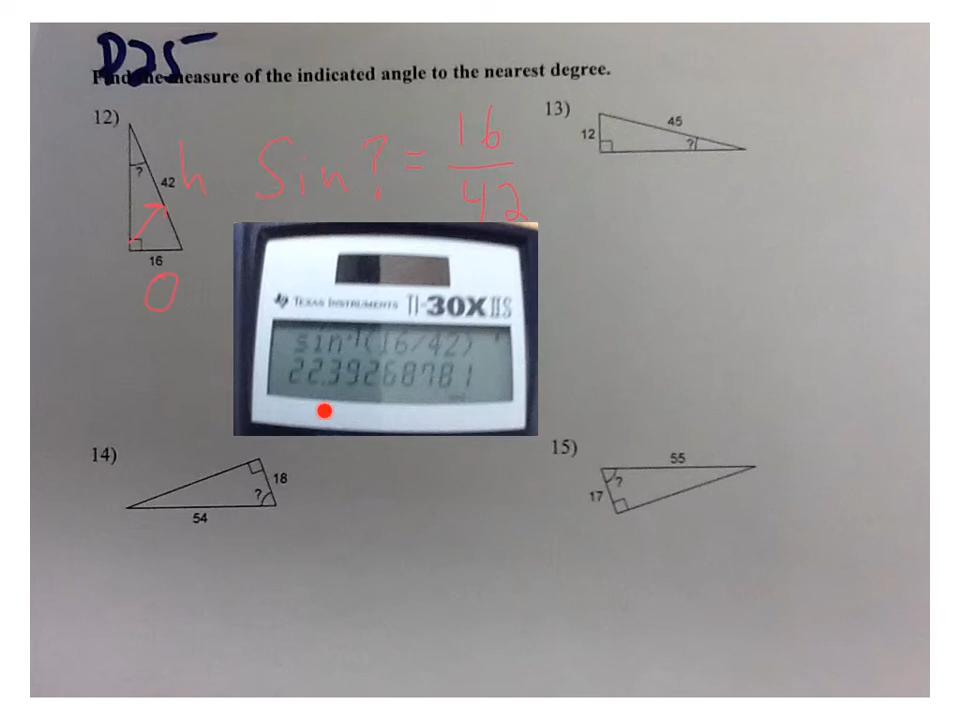 D25
Find the measure of the indicated angle to the nearest degree.
12)
?
42
h
16
O
Sin ? = 16/42
13)
45
12
?
TEXAS INSTRUMENTS TI-30X IIS
sin⁻¹(16/42)
22.39268781
14)
18
?
54
15)
55
?
17